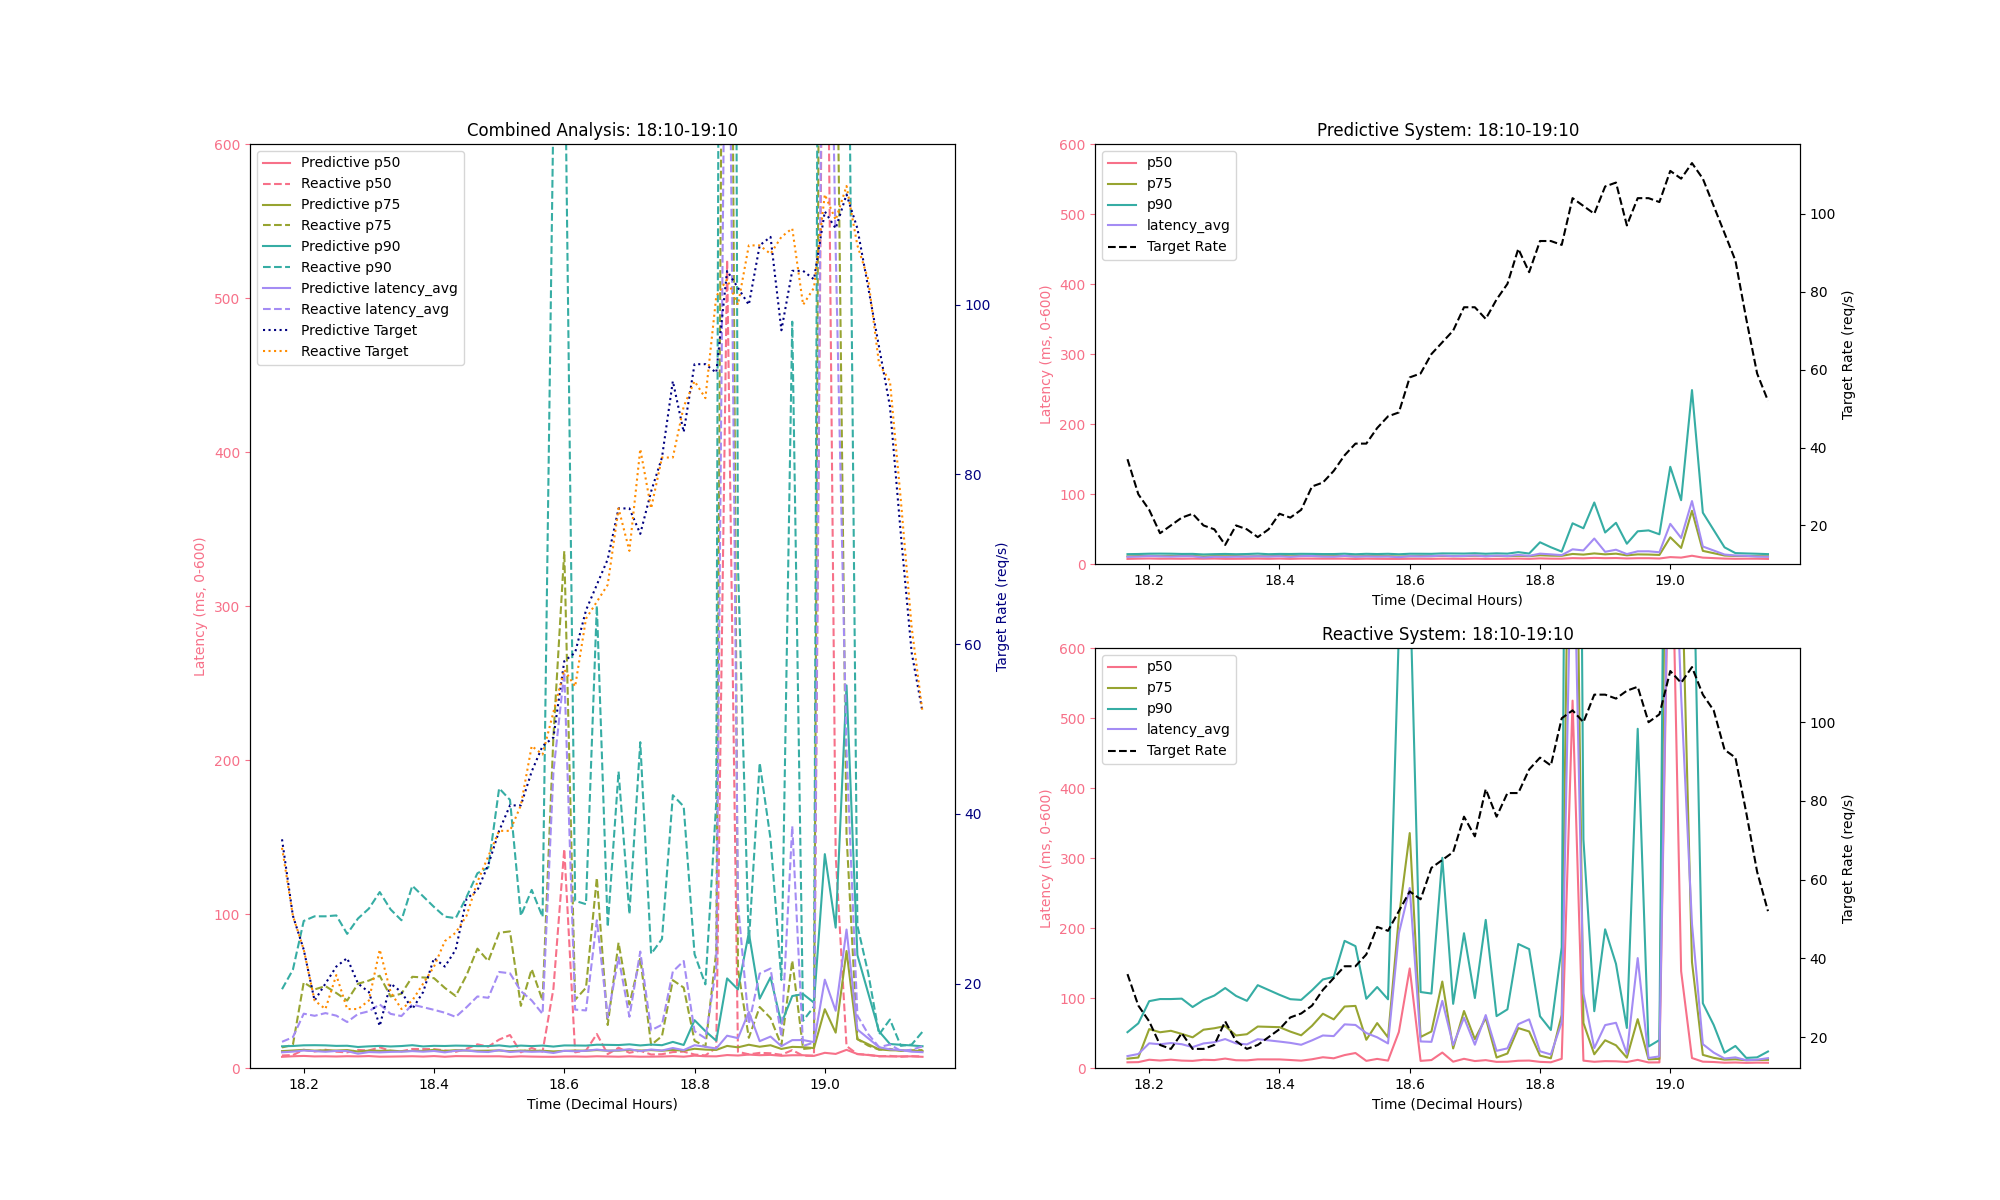 Combined Analysis: 18:10-19:10
Predictive p50
Reactive p50
Predictive p75
Reactive p75
Predictive p90
Reactive p90
Predictive latency_avg
Reactive latency_avg
Predictive Target
Reactive Target
600
500
400
300
200
100
0
Latency (ms, 0-600)
100
80
60
40
20
Target Rate (req/s)
18.2 18.4 18.6 18.8 19.0
Time (Decimal Hours)
Predictive System: 18:10-19:10
p50
p75
p90
latency_avg
Target Rate
600
500
400
300
200
100
0
Latency (ms, 0-600)
100
80
60
40
20
Target Rate (req/s)
18.2 18.4 18.6 18.8 19.0
Time (Decimal Hours)
Reactive System: 18:10-19:10
p50
p75
p90
latency_avg
Target Rate
600
500
400
300
200
100
0
Latency (ms, 0-600)
100
80
60
40
20
Target Rate (req/s)
18.2 18.4 18.6 18.8 19.0
Time (Decimal Hours)